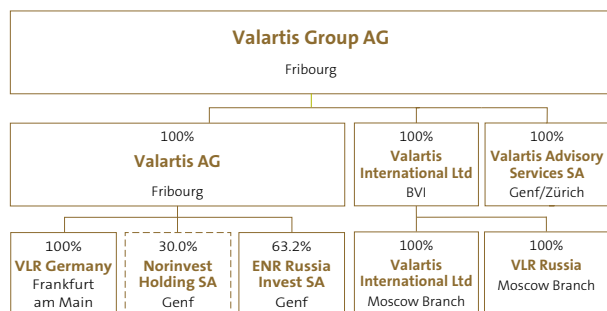 Valartis Group AG
Fribourg
100%
Valartis AG
Fribourg
100%
Valartis
International Ltd
BVI
100%
Valartis Advisory
Services SA
Genf/Zürich
100%
VLR Germany
Frankfurt
am Main
30.0%
Norinvest
Holding SA
Genf
63.2%
ENR Russia
Invest SA
Genf
100%
Valartis
International Ltd
Moscow Branch
100%
VLR Russia
Moscow Branch